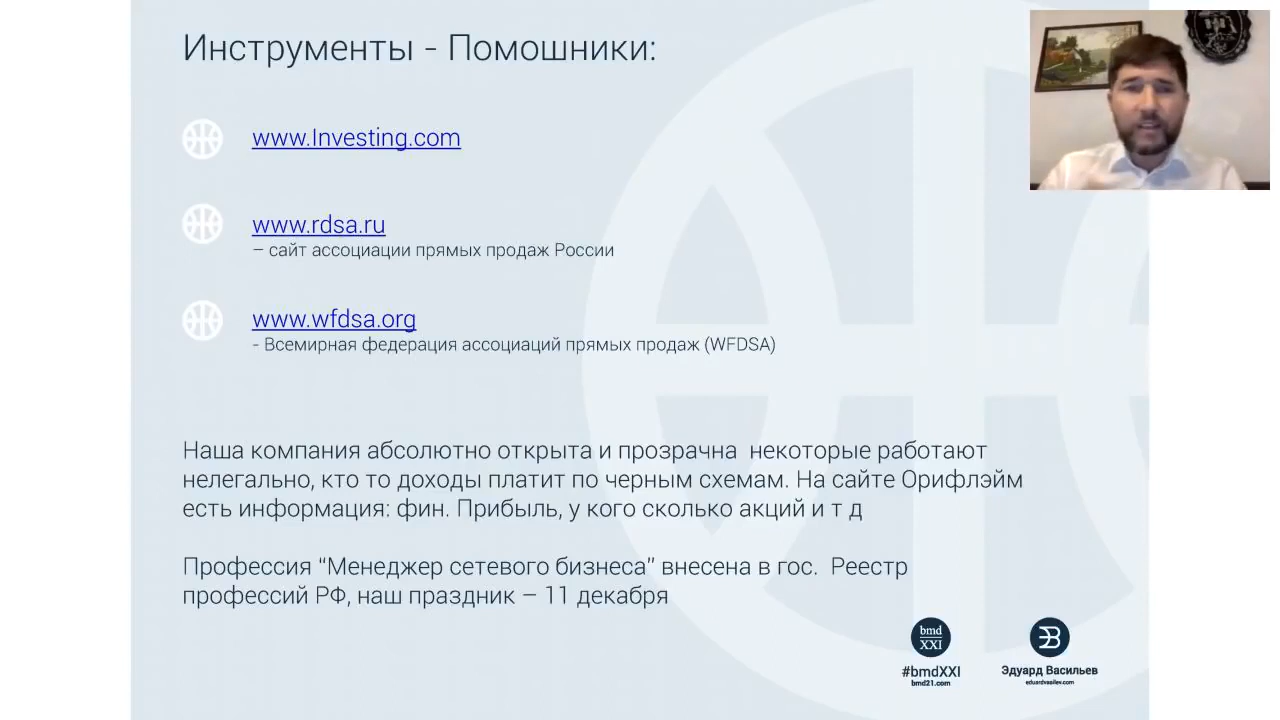 Инструменты - Помошники:
www.Investing.com
www.rdsa.ru
– сайт ассоциации прямых продаж России
www.wfdsa.org
- Всемирная федерация ассоциаций прямых продаж (WFDSA)
Наша компания абсолютно открыта и прозрачна  некоторые работают
нелегально, кто то доходы платит по черным схемам. На сайте Орифлэйм
есть информация: фин. Прибыль, у кого сколько акций и т д
Профессия “Менеджер сетевого бизнеса” внесена в гос.  Реестр
профессий РФ, наш праздник – 11 декабря
bmd
XXI
#bmdXXI
bmd21.com
Эдуард Васильев
eduardvasilev.com